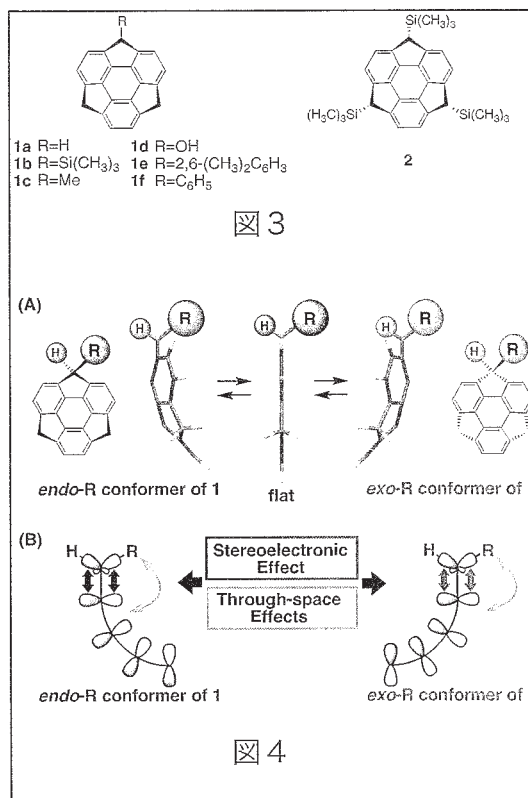 R
1a R=H
1b R=Si(CH₃)₃
1c R=Me
1d R=OH
1e R=2,6-(CH₃)₂C₆H₃
1f R=C₆H₅
Si(CH₃)₃
(H₃C)₃Si
Si(CH₃)₃
2
図3
(A)
H R
H R
H R
H R
H R
endo-R conformer of 1
flat
exo-R conformer of
(B)
H R
Stereoelectronic
Effect
Through-space
Effects
H R
endo-R conformer of 1
exo-R conformer of
図4